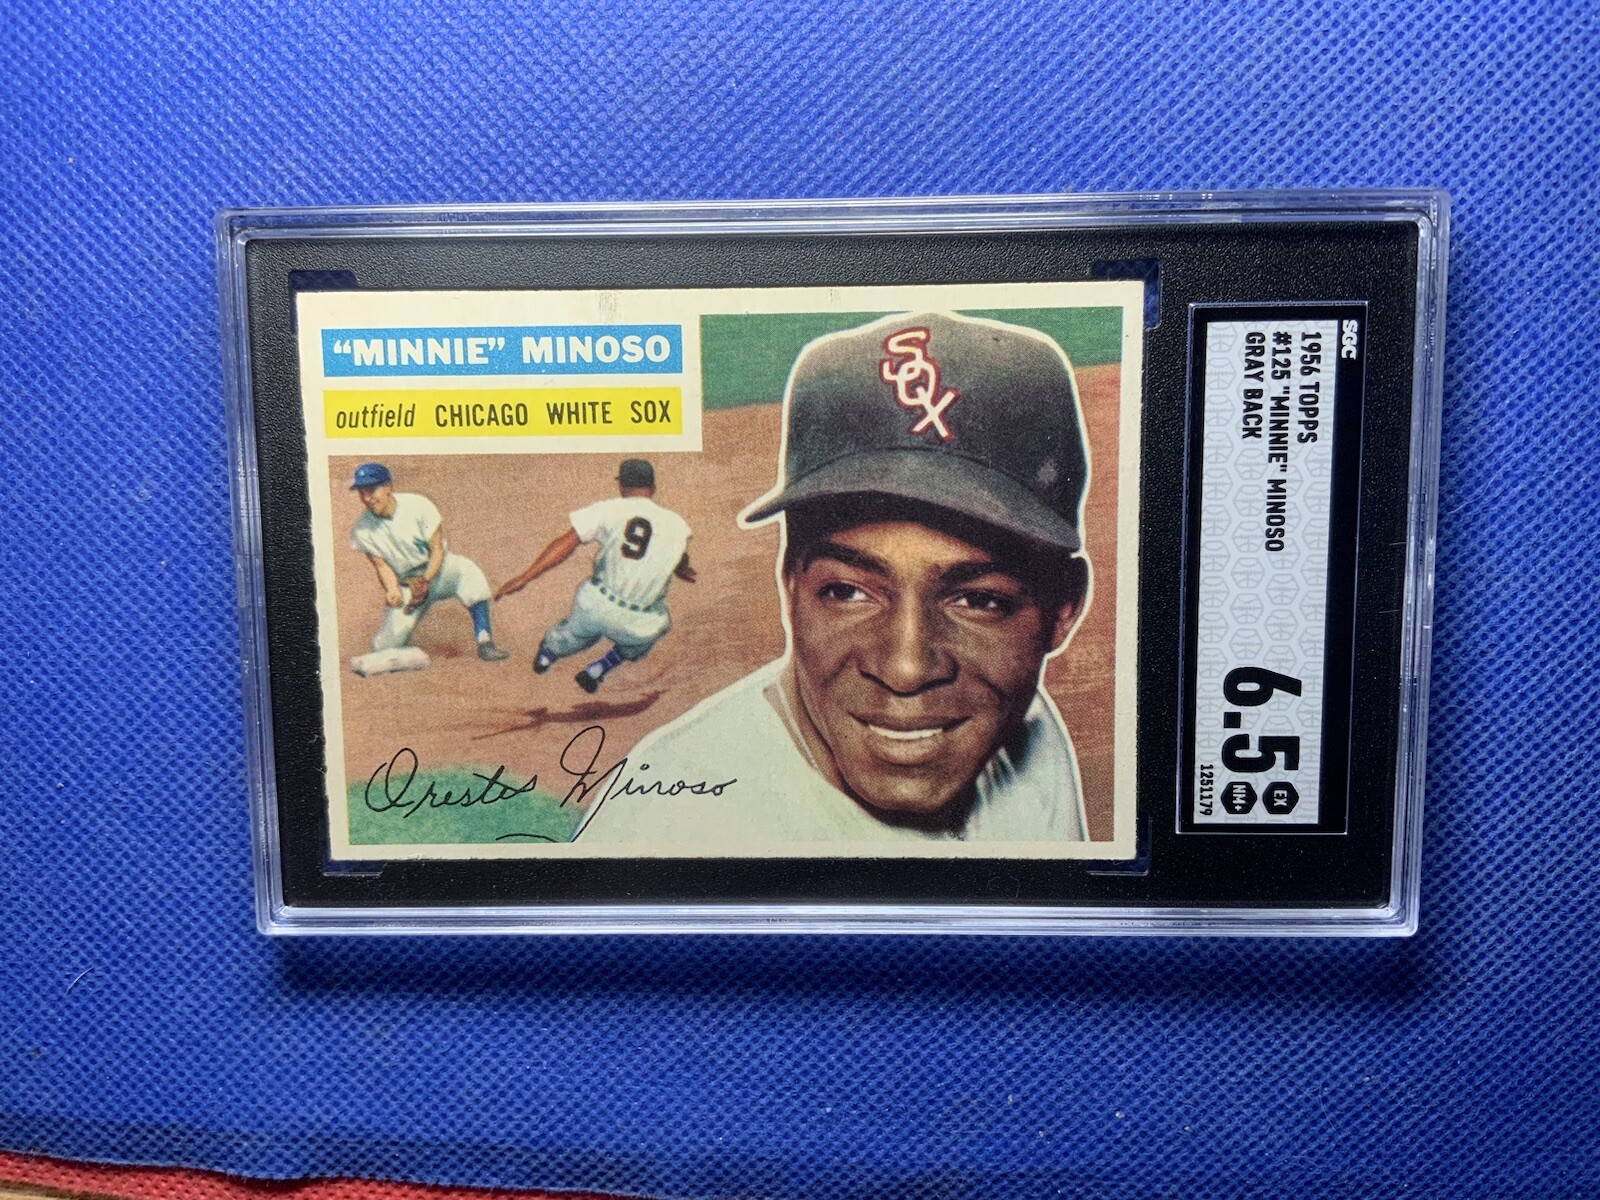 "MINNIE" MINOSO
outfield CHICAGO WHITE SOX
SOX
9
Orestes Minoso
SGC
1956 TOPPS
#125 "MINNIE" MINOSO
GRAY BACK
6.5
EX
NM+
1251179